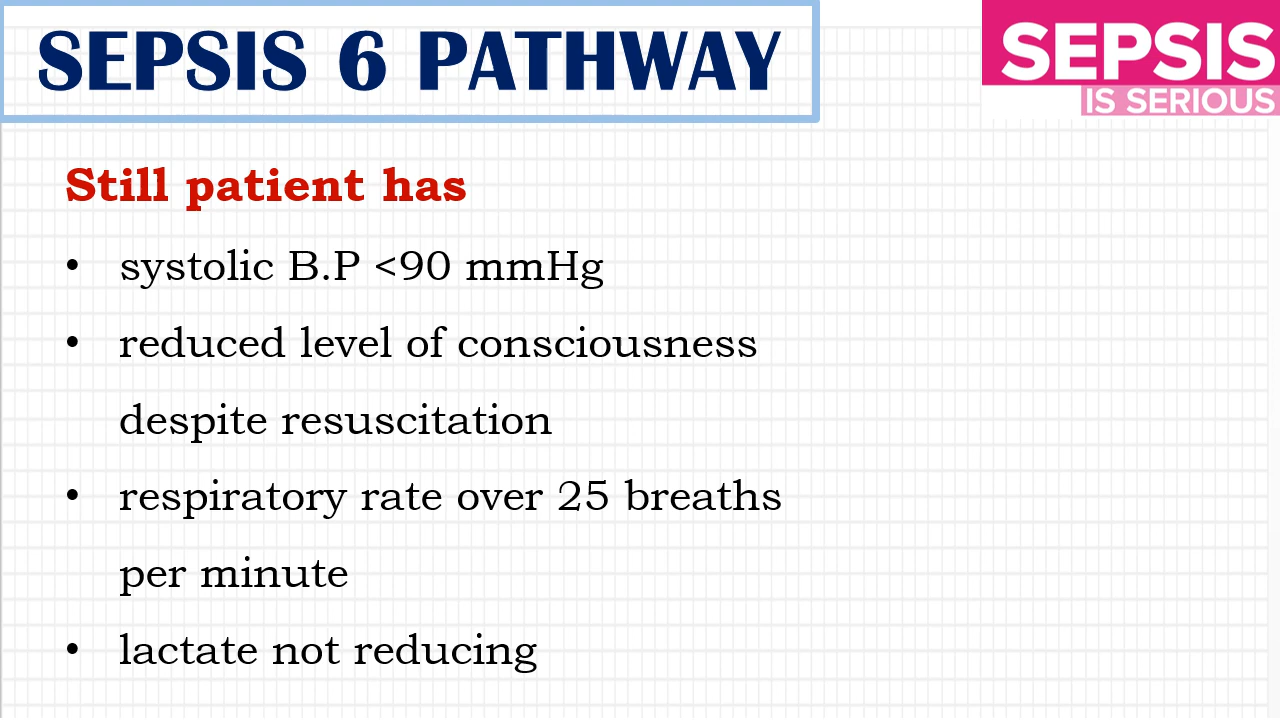 SEPSIS 6 PATHWAY
SEPSIS
IS SERIOUS
Still patient has
• systolic B.P <90 mmHg
• reduced level of consciousness
despite resuscitation
• respiratory rate over 25 breaths
per minute
• lactate not reducing